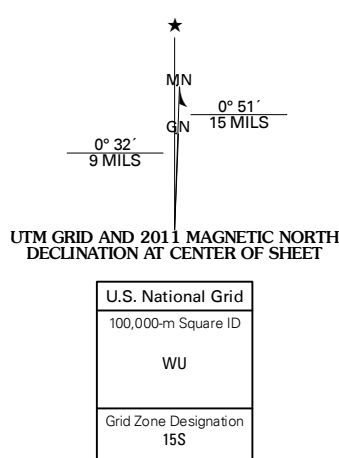 ★
MN
0° 51´
15 MILS
GN
0° 32´
9 MILS
UTM GRID AND 2011 MAGNETIC NORTH
DECLINATION AT CENTER OF SHEET
U.S. National Grid
100,000-m Square ID
WU
Grid Zone Designation
15S